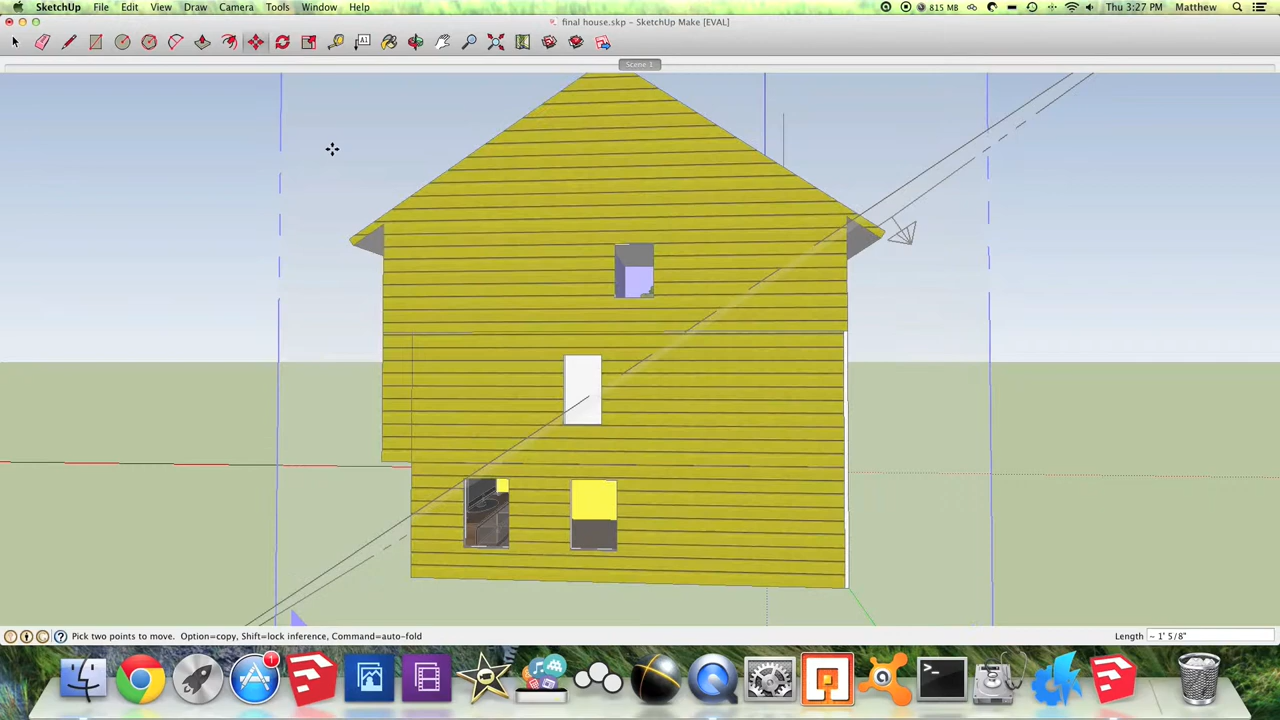 SketchUp File Edit View Draw Camera Tools Window Help 815 MB Thu 3:27 PM Matthew
final house.skp - SketchUp Make [EVAL]
A1
Scene 1
Pick two points to move. Option=copy, Shift=lock inference, Command=auto-fold Length ~ 1' 5/8"
1